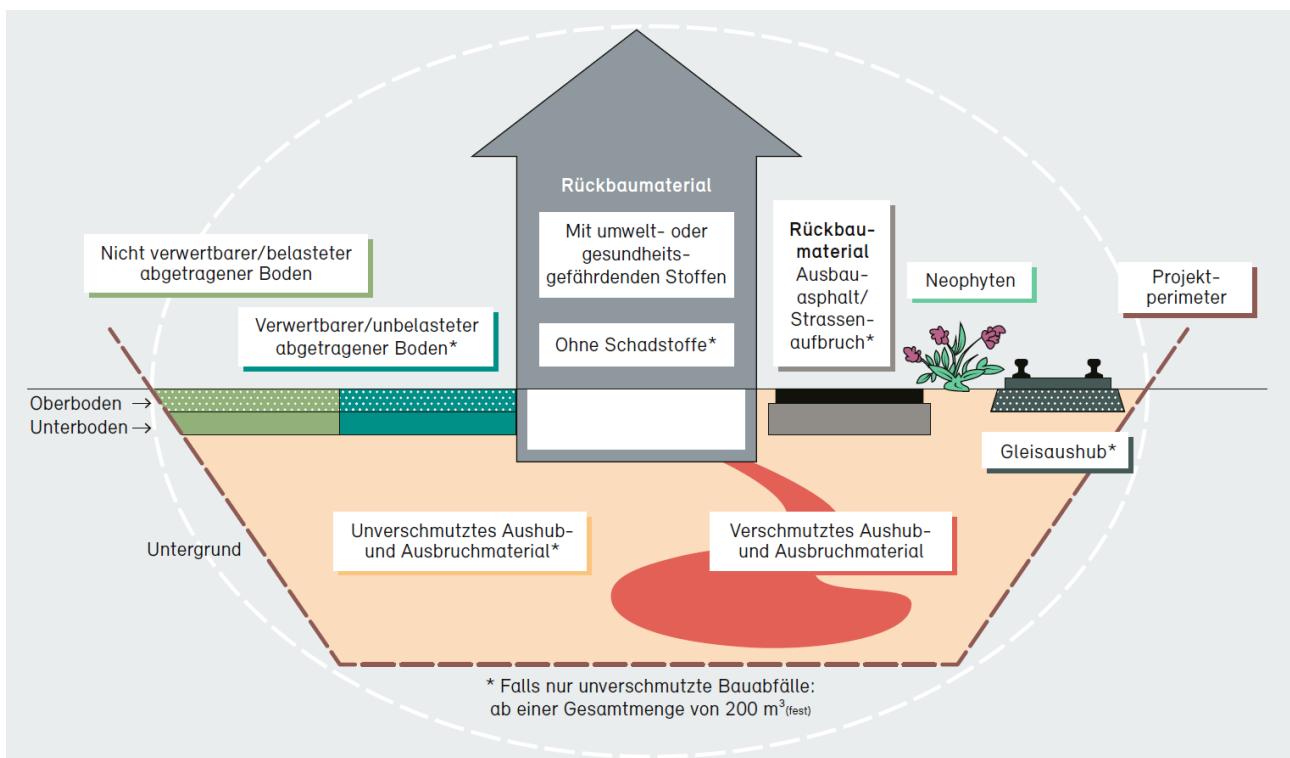 Rückbaumaterial
Mit umwelt- oder
gesundheits-
gefährdenden Stoffen
Ohne Schadstoffe*
Nicht verwertbarer/belasteter
abgetragener Boden
Verwertbarer/unbelasteter
abgetragener Boden*
Rückbau-
material
Ausbau-
asphalt/
Strassen-
aufbruch*
Neophyten
Projekt-
perimeter
Oberboden →
Unterboden →
Gleisaushub*
Untergrund
Unverschmutztes Aushub-
und Ausbruchmaterial*
Verschmutztes Aushub-
und Ausbruchmaterial
* Falls nur unverschmutzte Bauabfälle:
ab einer Gesamtmenge von 200 m³(fest)